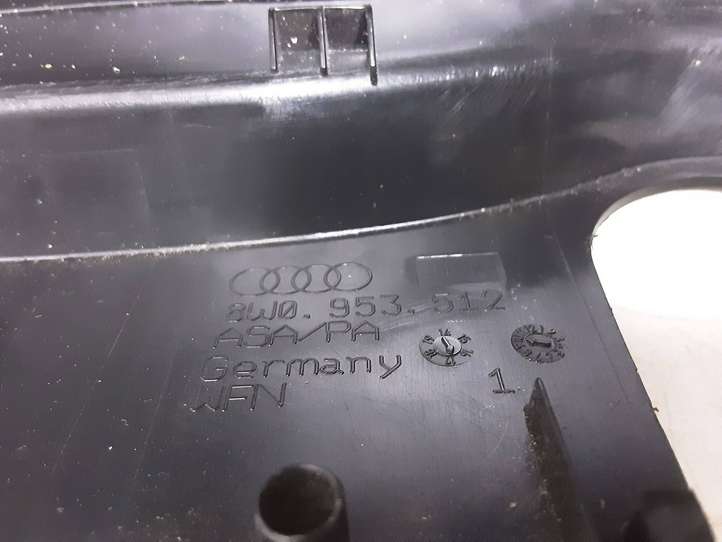 8W0.953.512
ASA/PA
Germany
WFN
1.